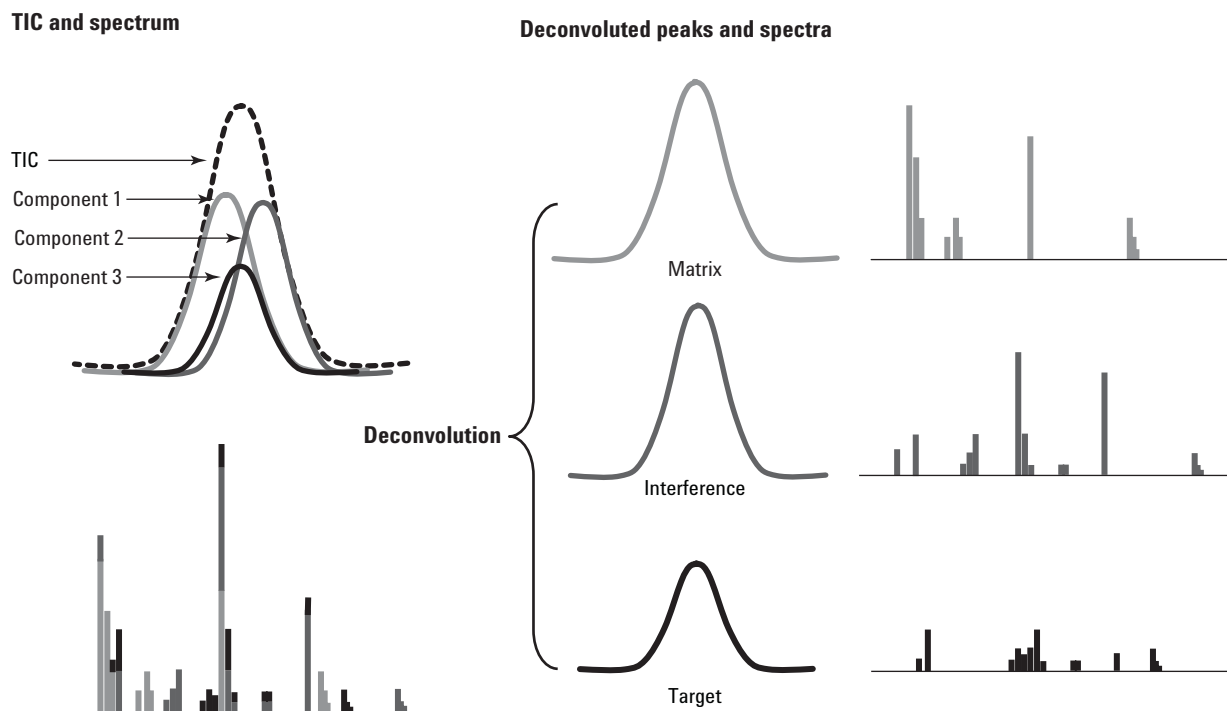 TIC and spectrum
Deconvoluted peaks and spectra
TIC
Component 1
Component 2
Component 3
Matrix
Deconvolution
Interference
Target